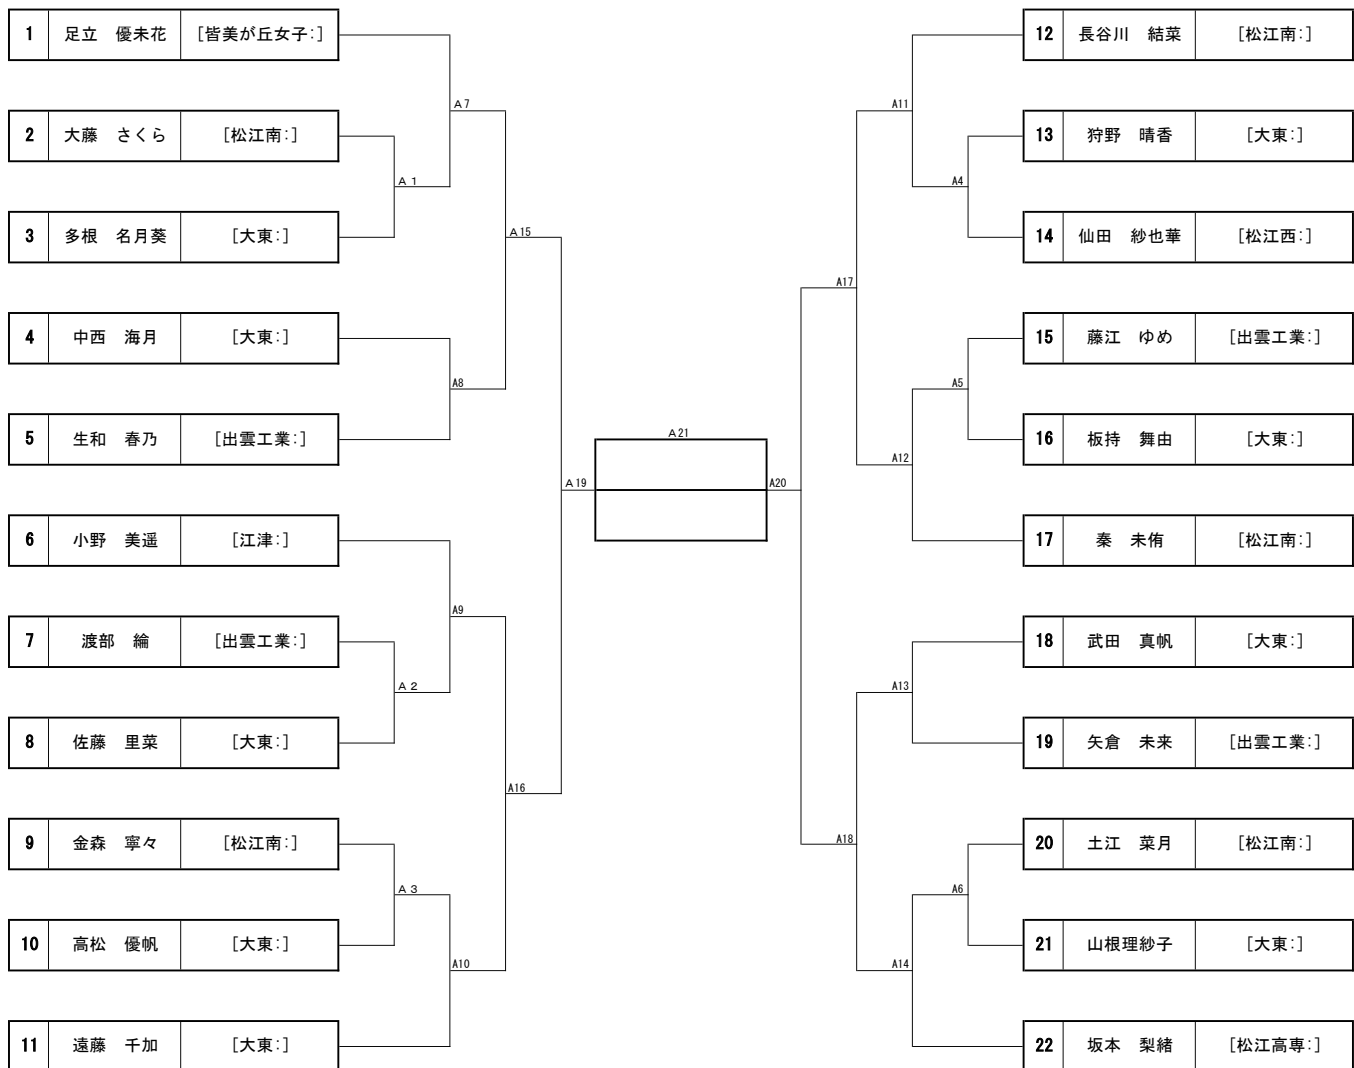 1 足立 優未花 [皆美が丘女子:]
A7
2 大藤 さくら [松江南:]
A1
3 多根 名月葵 [大東:]
A15
4 中西 海月 [大東:]
A8
5 生和 春乃 [出雲工業:]
A19
6 小野 美遥 [江津:]
A9
7 渡部 綸 [出雲工業:]
A2
8 佐藤 里菜 [大東:]
A16
9 金森 寧々 [松江南:]
A3
10 高松 優帆 [大東:]
A10
11 遠藤 千加 [大東:]
A21
12 長谷川 結菜 [松江南:]
A11
13 狩野 晴香 [大東:]
A4
14 仙田 紗也華 [松江西:]
A17
15 藤江 ゆめ [出雲工業:]
A5
16 板持 舞由 [大東:]
A12
A20
17 秦 未侑 [松江南:]
18 武田 真帆 [大東:]
A13
19 矢倉 未来 [出雲工業:]
A18
20 土江 菜月 [松江南:]
A6
21 山根理紗子 [大東:]
A14
22 坂本 梨緒 [松江高専:]